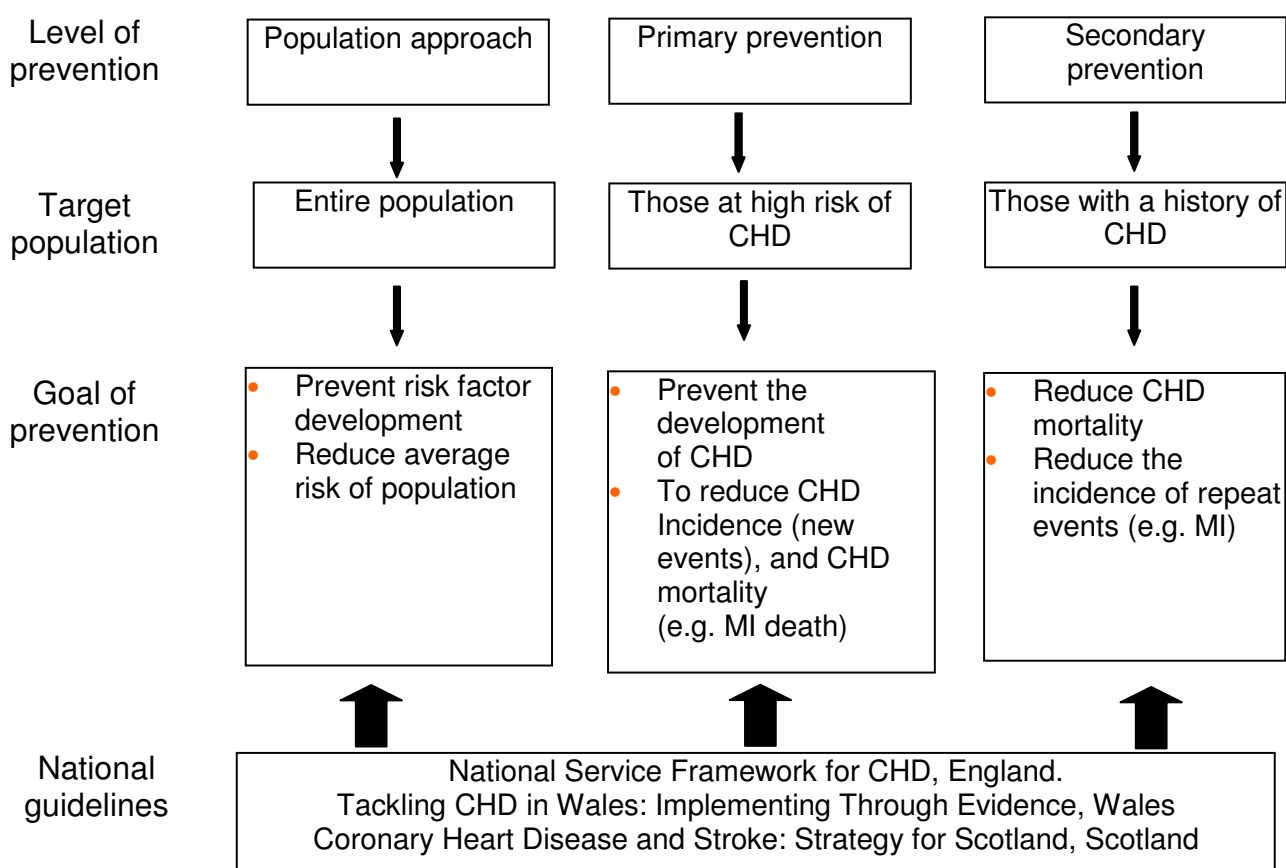 Level of
prevention
Population approach
Primary prevention
Secondary
prevention
Target
population
Entire population
Those at high risk of
CHD
Those with a history of
CHD
Goal of
prevention
• Prevent risk factor
development
• Reduce average
risk of population
• Prevent the
development
of CHD
• To reduce CHD
Incidence (new
events), and CHD
mortality
(e.g. MI death)
• Reduce CHD
mortality
• Reduce the
incidence of repeat
events (e.g. MI)
National
guidelines
National Service Framework for CHD, England.
Tackling CHD in Wales: Implementing Through Evidence, Wales
Coronary Heart Disease and Stroke: Strategy for Scotland, Scotland